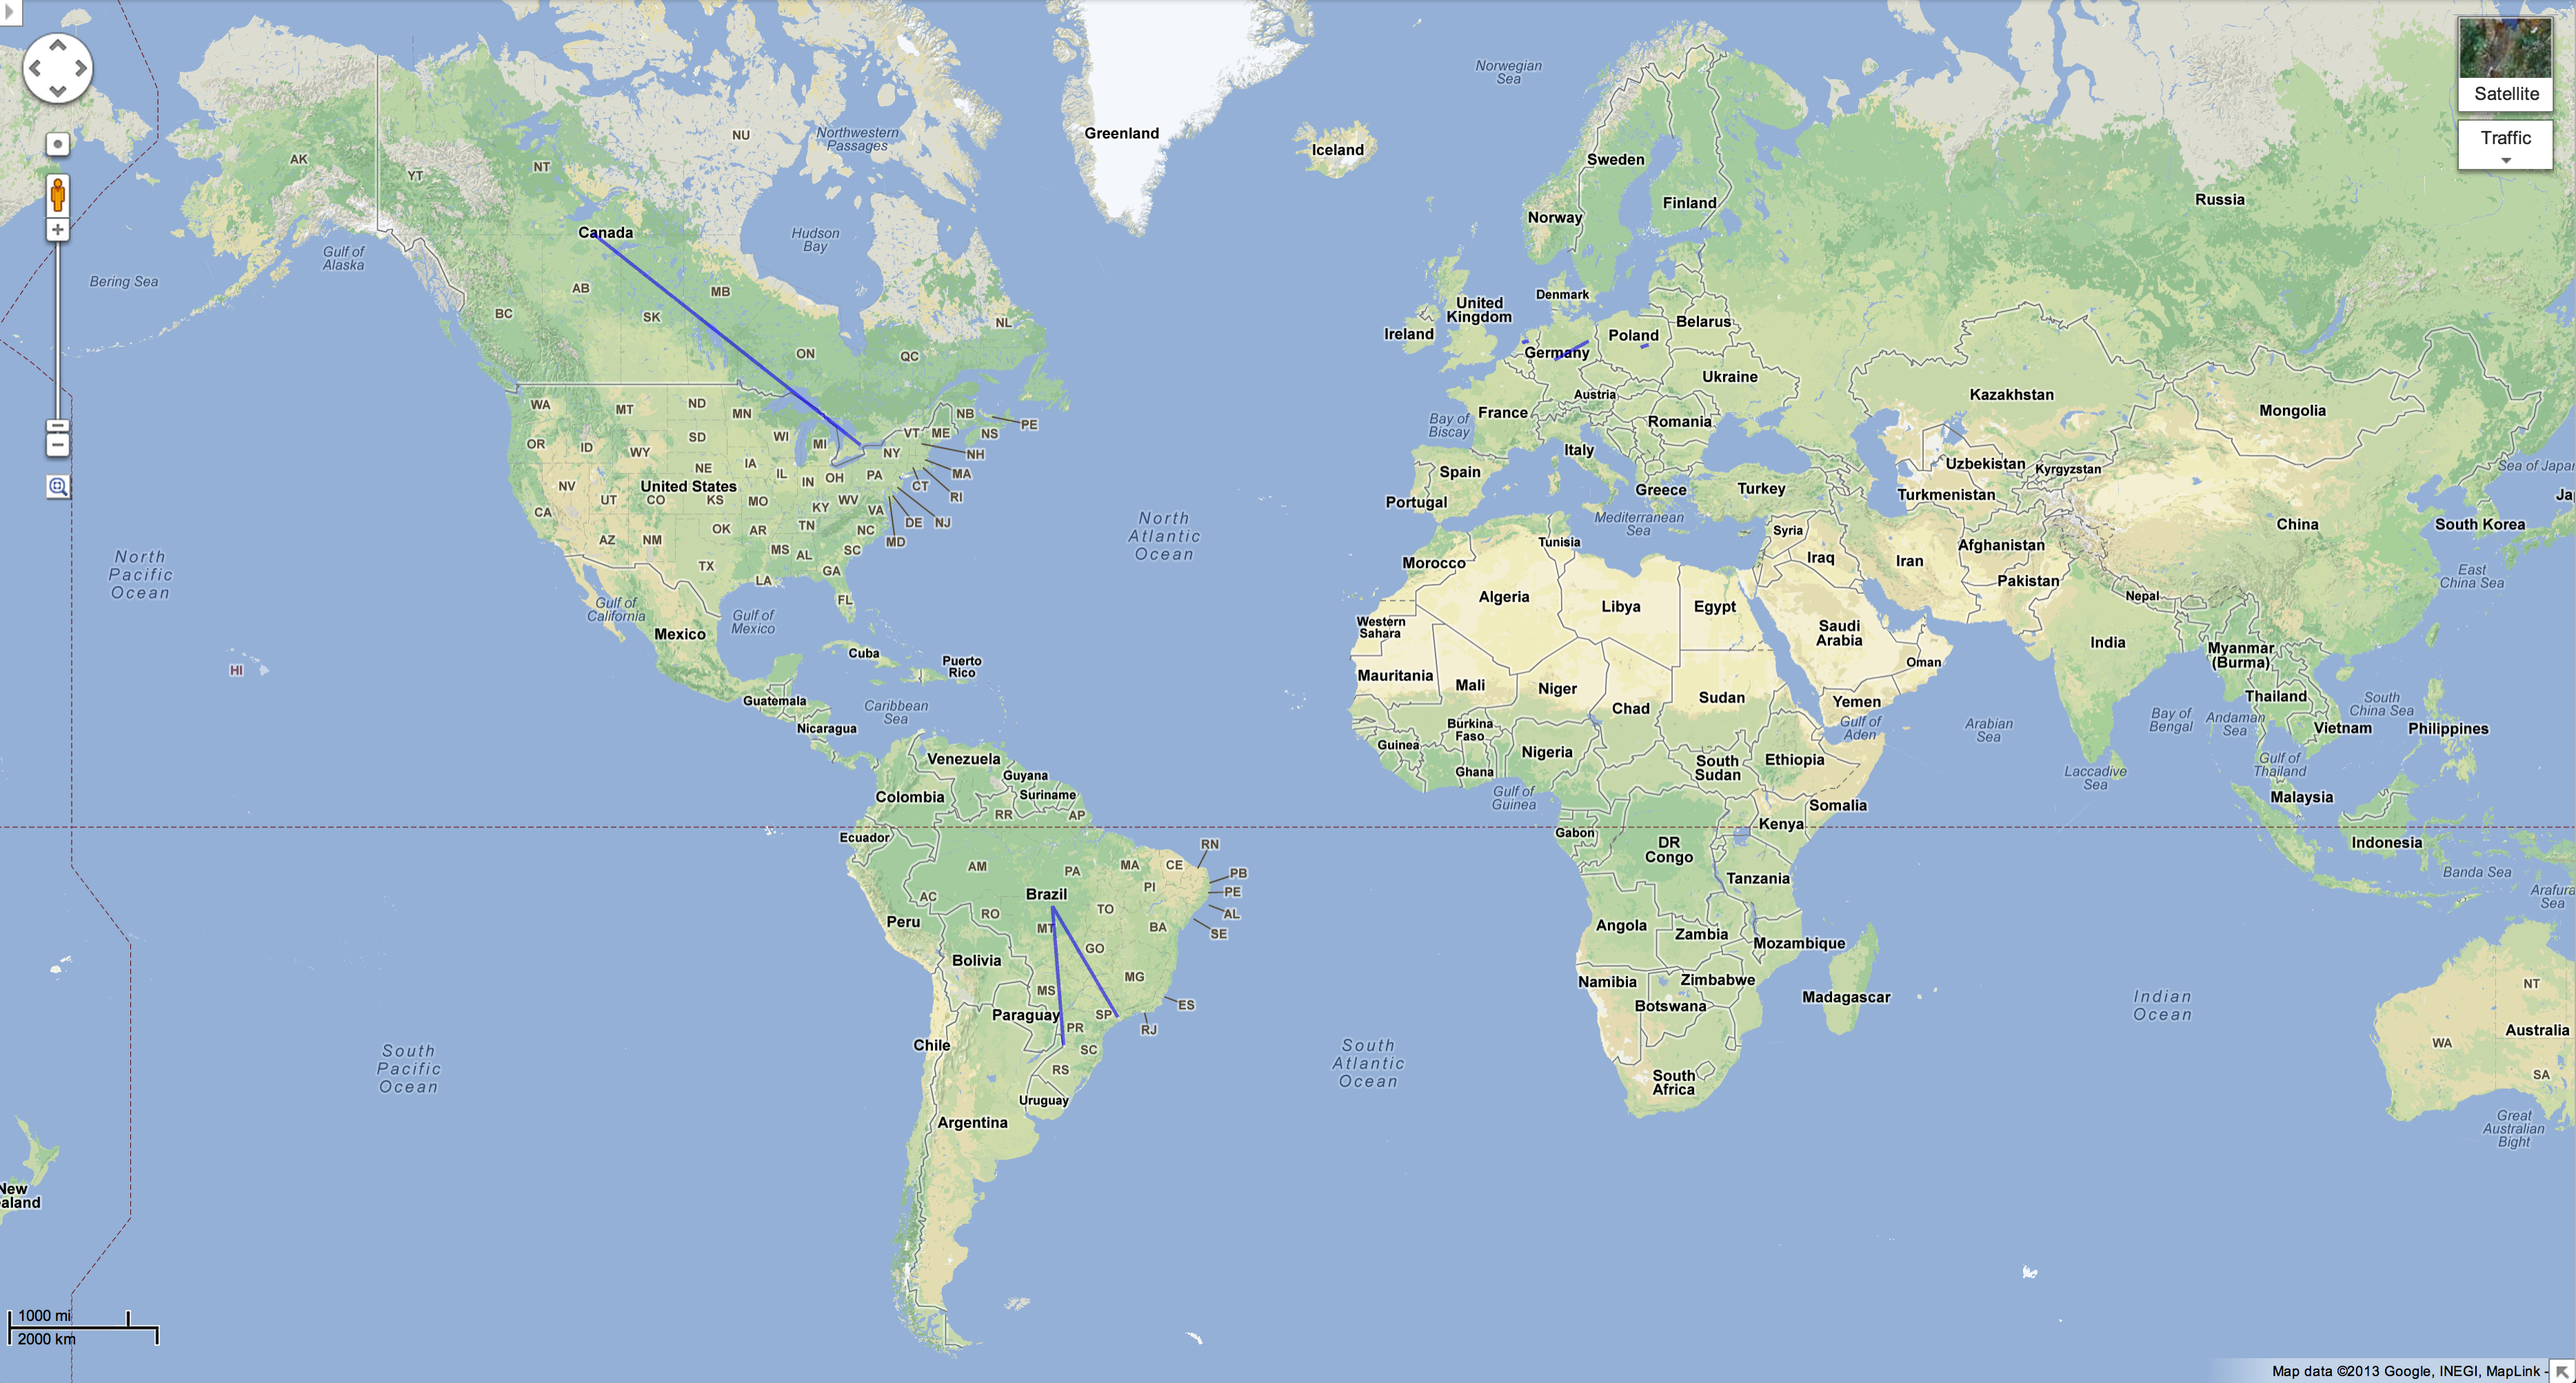 Satellite
Traffic
Greenland
Iceland
Norwegian
Sea
Sweden
Finland
Norway
Russia
NU
Northwestern
Passages
AK
YT
NT
Canada
Hudson
Bay
Gulf of
Alaska
Bering Sea
AB
MB
BC
SK
NL
ON
QC
United
Kingdom
Ireland
Denmark
Germany
Poland
Belarus
Ukraine
Austria
France
Bay of
Biscay
Romania
Italy
Spain
Portugal
Greece
Turkey
Mediterranean
Sea
Kazakhstan
Mongolia
Uzbekistan
Kyrgyzstan
Turkmenistan
Sea of Japa
Ja
China
South Korea
East
China Sea
WA
MT
ND
MN
OR
ID
WY
SD
WI
MI
VT
ME
NB
NS
PE
NY
NH
MA
NE
IA
IL
IN
OH
PA
CT
RI
United States
NV
UT
CO
KS
MO
KY
WV
VA
DE
NJ
MD
CA
AZ
NM
OK
AR
TN
NC
SC
MS
AL
GA
TX
LA
FL
North
Pacific
Ocean
North
Atlantic
Ocean
Gulf of
California
Gulf of
Mexico
Mexico
Cuba
Puerto
Rico
HI
Guatemala
Caribbean
Sea
Nicaragua
Tunisia
Morocco
Algeria
Libya
Egypt
Western
Sahara
Mauritania
Mali
Niger
Chad
Sudan
Syria
Iraq
Iran
Afghanistan
Pakistan
Nepal
Saudi
Arabia
Oman
Yemen
Gulf of
Aden
India
Myanmar
(Burma)
Thailand
Vietnam
South
China Sea
Philippines
Arabian
Sea
Bay of
Bengal
Andaman
Sea
Gulf of
Thailand
Laccadive
Sea
Malaysia
Indonesia
Banda Sea
Arafura
Sea
Guinea
Burkina
Faso
Ghana
Nigeria
Gulf of
Guinea
South
Sudan
Ethiopia
Somalia
Kenya
Gabon
DR
Congo
Tanzania
Angola
Zambia
Mozambique
Namibia
Zimbabwe
Botswana
Madagascar
South
Africa
Venezuela
Guyana
Suriname
Colombia
RR
AP
Ecuador
AM
PA
MA
CE
RN
PB
PE
AL
SE
PI
AC
Brazil
RO
TO
BA
Peru
MT
GO
Bolivia
MG
MS
ES
Paraguay
SP
PR
RJ
Chile
SC
RS
Uruguay
Argentina
South
Pacific
Ocean
South
Atlantic
Ocean
Indian
Ocean
NT
Australia
WA
SA
Great
Australian
Bight
New
aland
1000 mi
2000 km
Map data ©2013 Google, INEGI, MapLink -